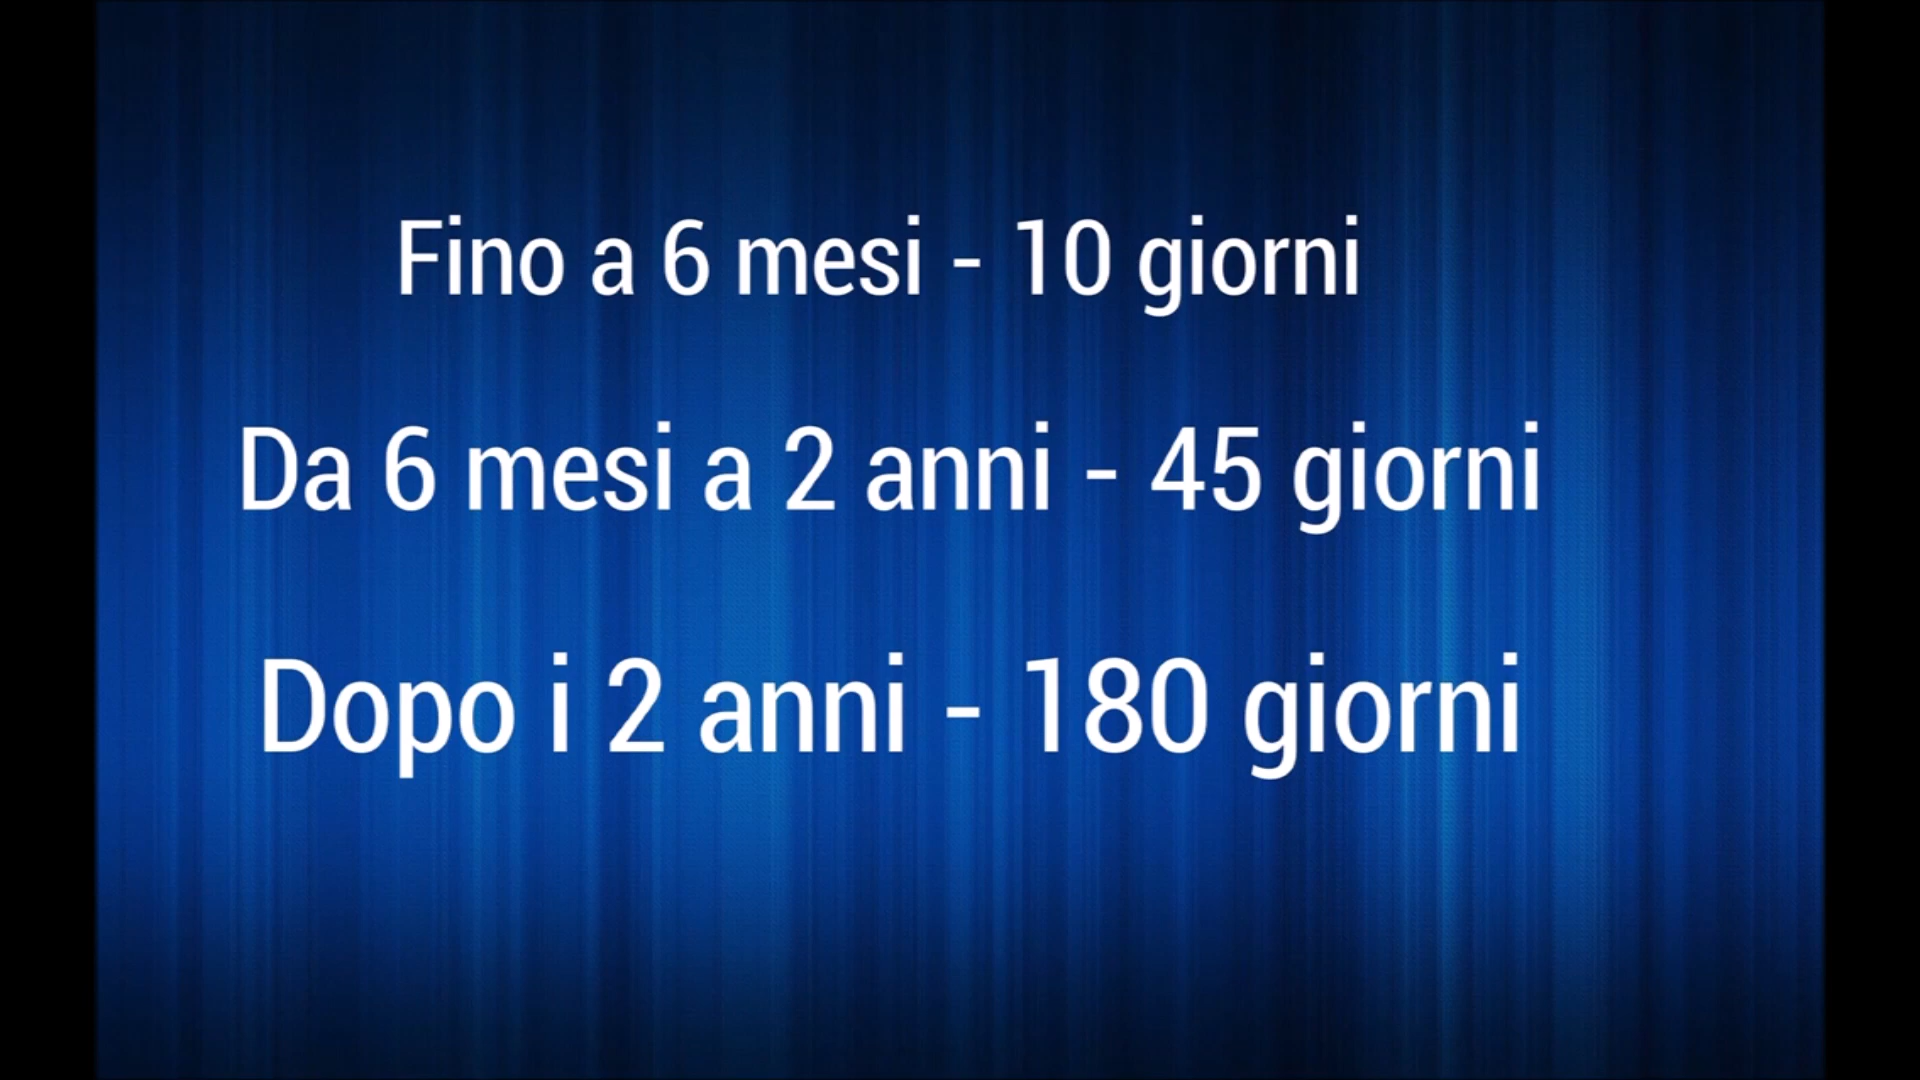 Fino a 6 mesi - 10 giorni
Da 6 mesi a 2 anni - 45 giorni
Dopo i 2 anni - 180 giorni